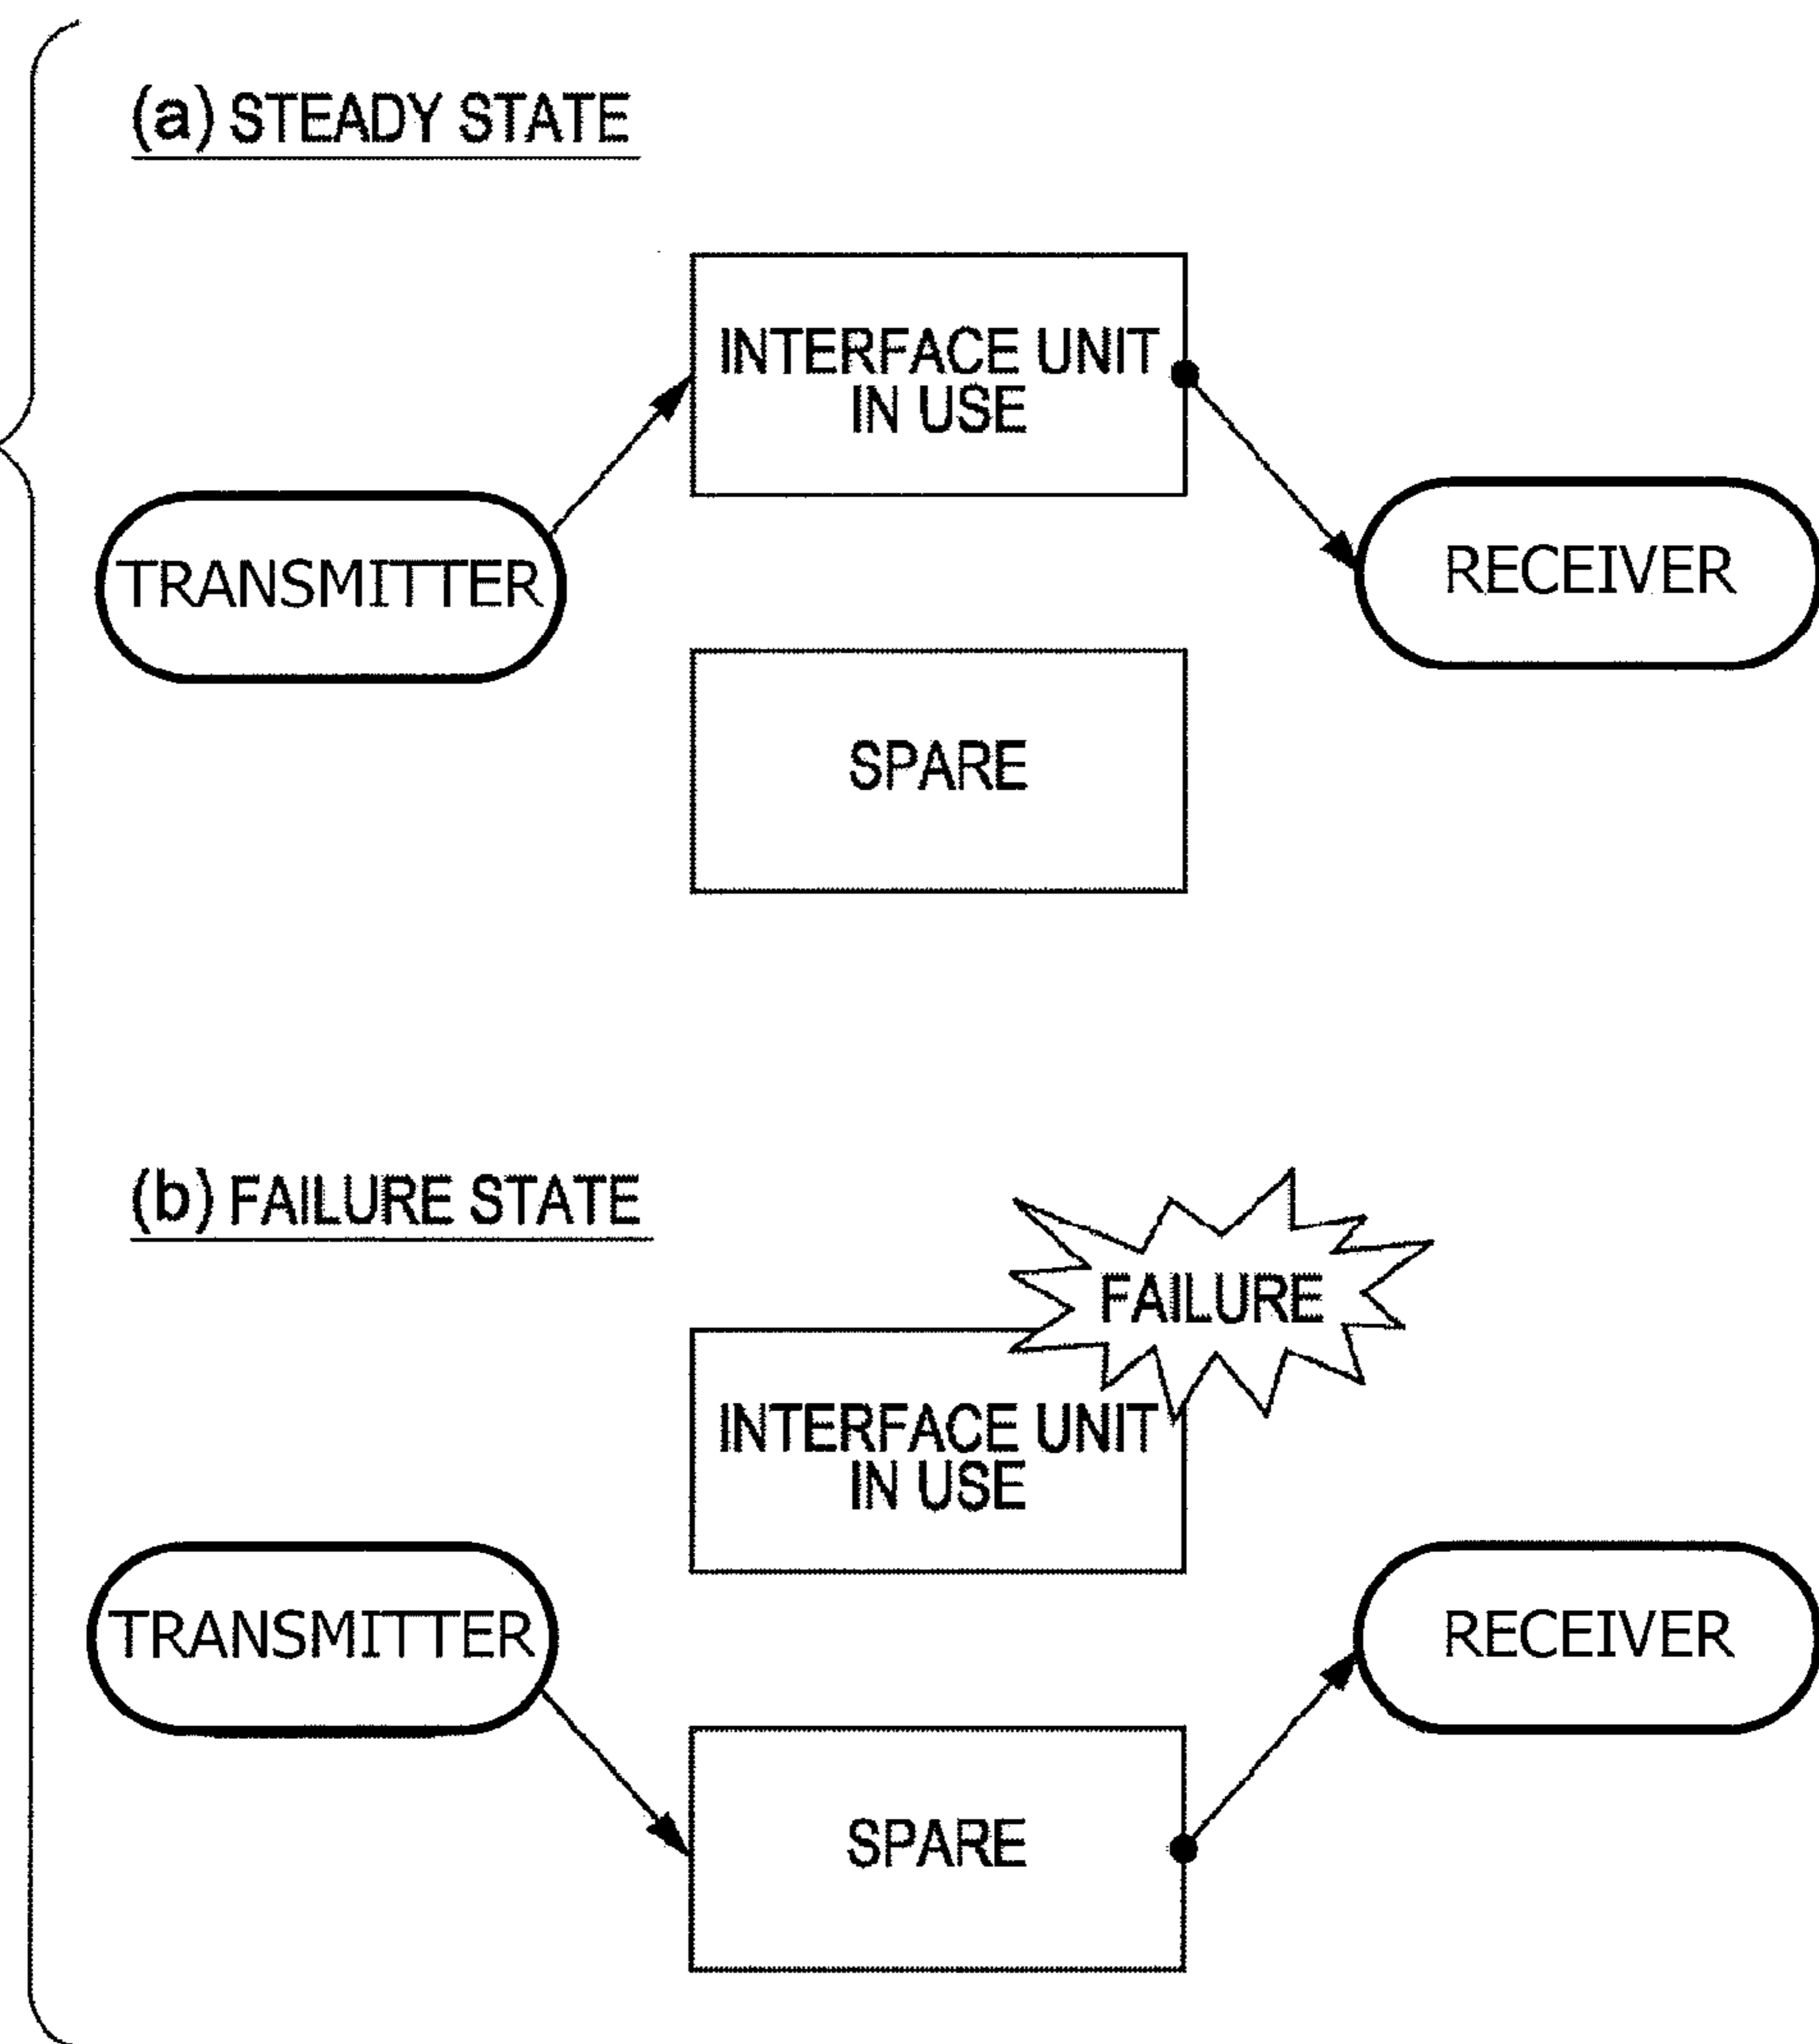 (a) STEADY STATE
INTERFACE UNIT
IN USE
TRANSMITTER
RECEIVER
SPARE
(b) FAILURE STATE
FAILURE
INTERFACE UNIT
IN USE
TRANSMITTER
RECEIVER
SPARE